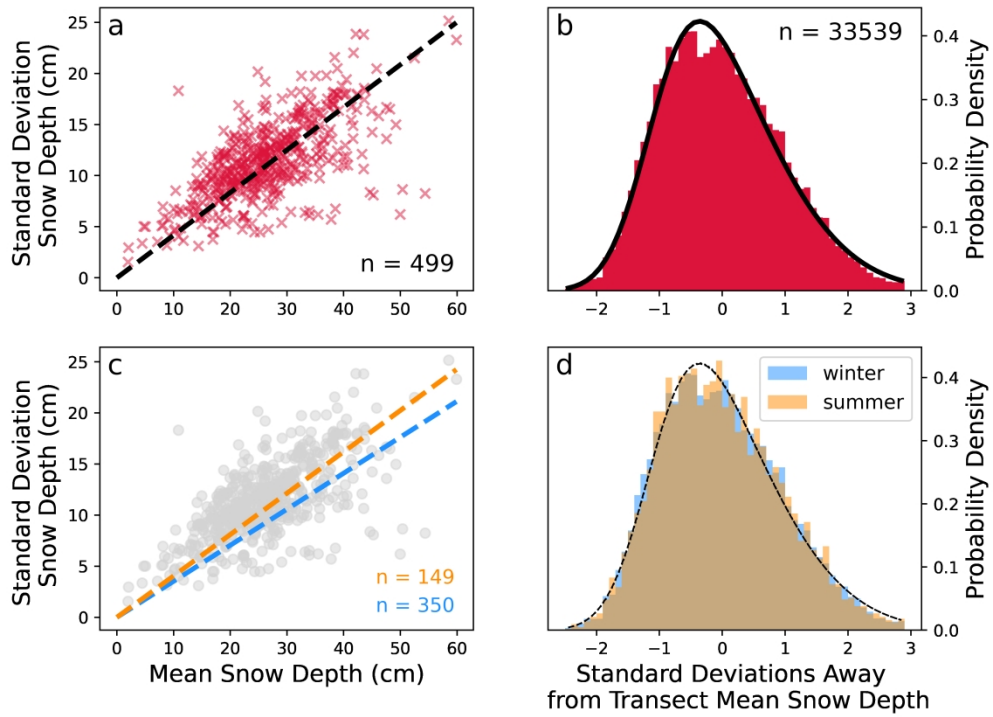 a
n = 499
Standard Deviation
Snow Depth (cm)
0
5
10
15
20
25
0 10 20 30 40 50 60
b
n = 33539
Probability Density
0.4
0.3
0.2
0.1
0.0
−2 −1 0 1 2 3
c
n = 149
n = 350
Standard Deviation
Snow Depth (cm)
25
20
15
10
5
0
0 10 20 30 40 50 60
Mean Snow Depth (cm)
d
winter
summer
Probability Density
0.4
0.3
0.2
0.1
0.0
−2 −1 0 1 2 3
Standard Deviations Away
from Transect Mean Snow Depth